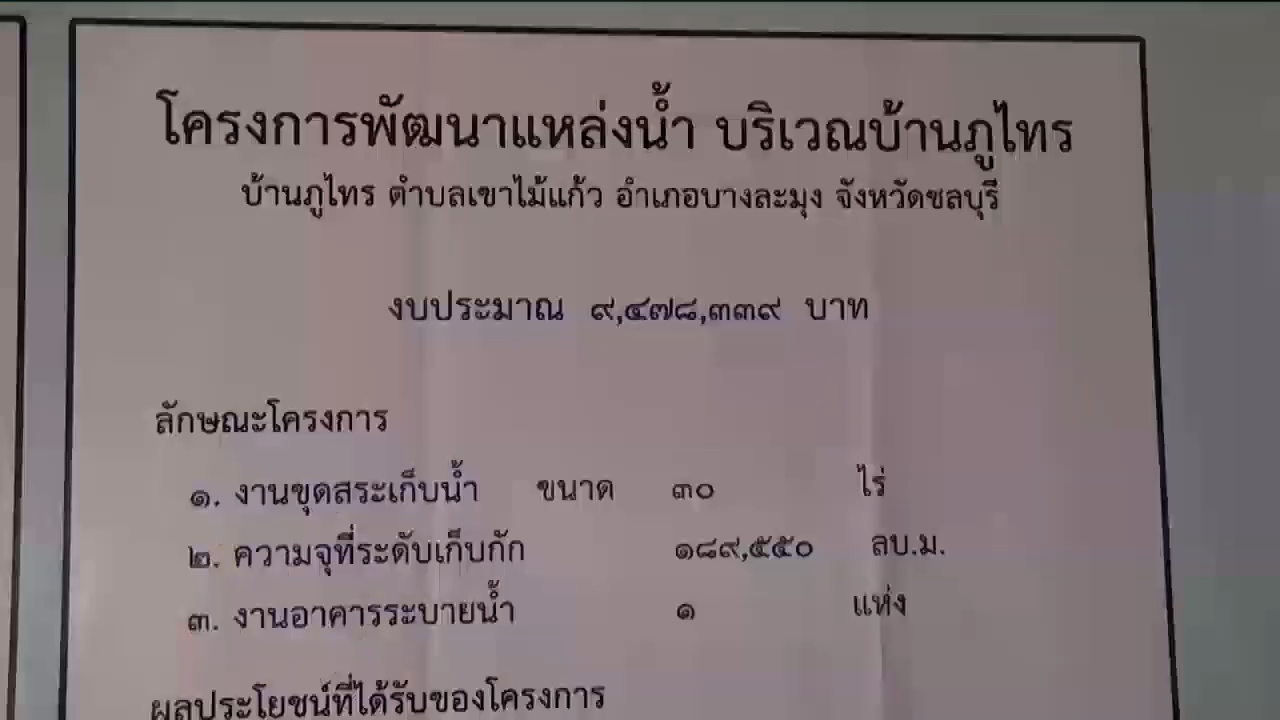 โครงการพัฒนาแหล่งน้ำ บริเวณบ้านภูไทร
บ้านภูไทร ตำบลเขาไม้แก้ว อำเภอบางละมุง จังหวัดชลบุรี
งบประมาณ ๙,๔๗๘,๓๓๙ บาท
ลักษณะโครงการ
๑. งานขุดสระเก็บน้ำ ขนาด ๓๐ ไร่
๒. ความจุที่ระดับเก็บกัก ๑๘๙,๕๕๐ ลบ.ม.
๓. งานอาคารระบายน้ำ ๑ แห่ง
ผลประโยชน์ที่ได้รับของโครงการ